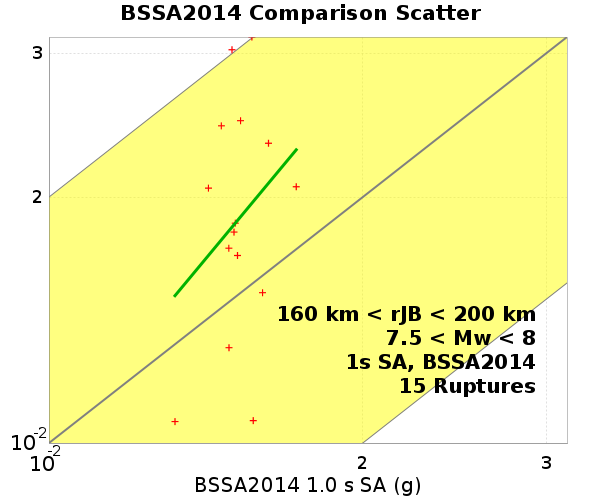 BSSA2014 Comparison Scatter
3
2
10-2
160 km < rJB < 200 km
7.5 < Mw < 8
1s SA, BSSA2014
15 Ruptures
10-2
2
3
BSSA2014 1.0 s SA (g)